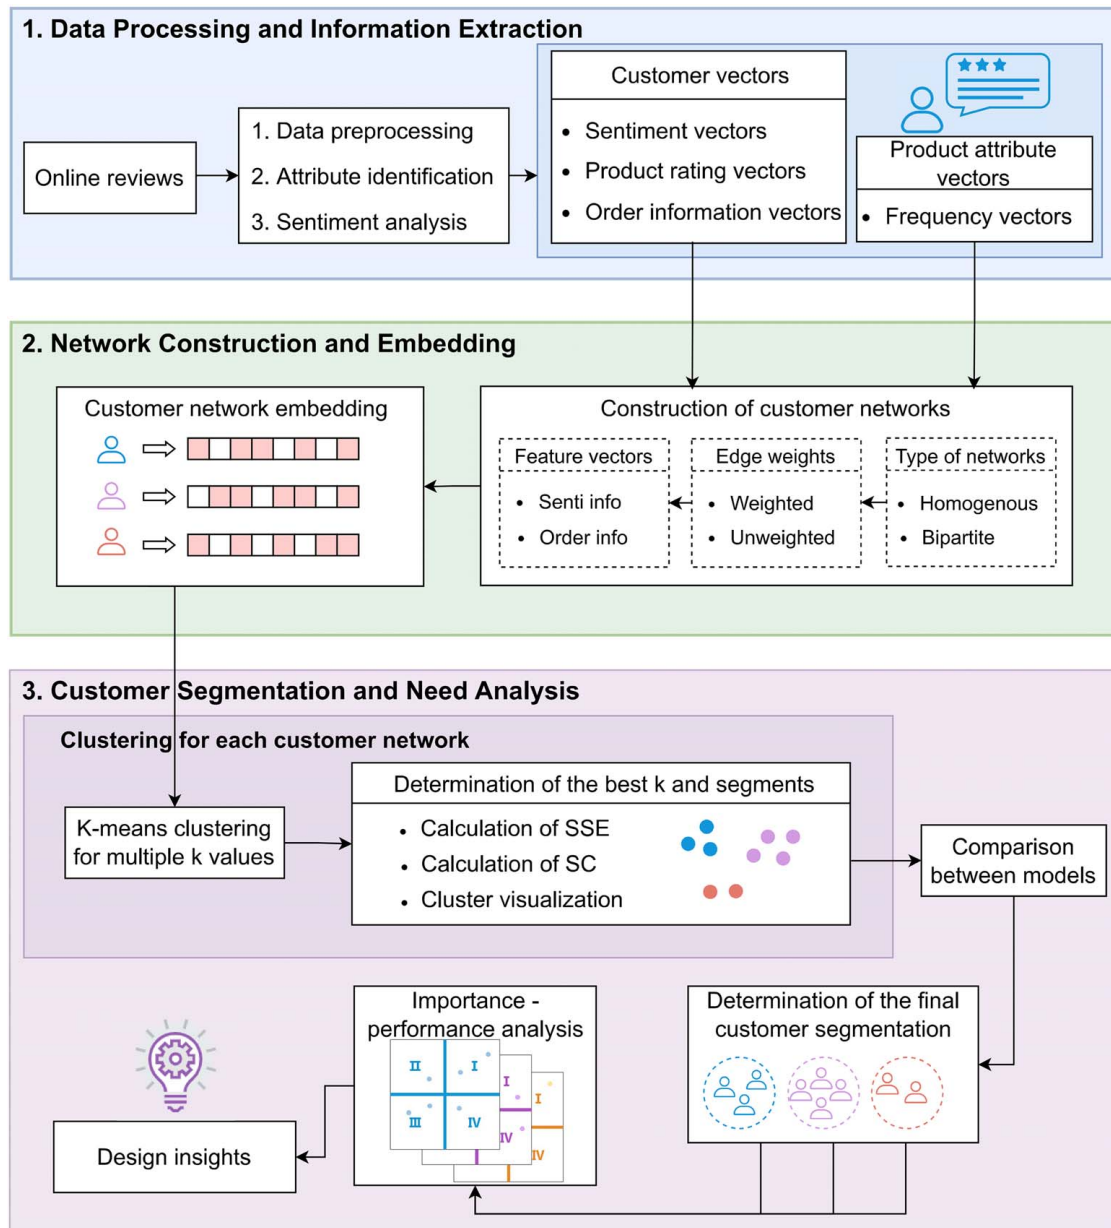 1. Data Processing and Information Extraction
Online reviews
1. Data preprocessing
2. Attribute identification
3. Sentiment analysis
Customer vectors
• Sentiment vectors
• Product rating vectors
• Order information vectors
Product attribute
vectors
• Frequency vectors
2. Network Construction and Embedding
Customer network embedding
Construction of customer networks
Feature vectors
• Senti info
• Order info
Edge weights
• Weighted
• Unweighted
Type of networks
• Homogenous
• Bipartite
3. Customer Segmentation and Need Analysis
Clustering for each customer network
K-means clustering
for multiple k values
Determination of the best k and segments
• Calculation of SSE
• Calculation of SC
• Cluster visualization
Comparison
between models
Determination of the final
customer segmentation
Importance -
performance analysis
II I
III IV
I
IV
I
IV
Design insights